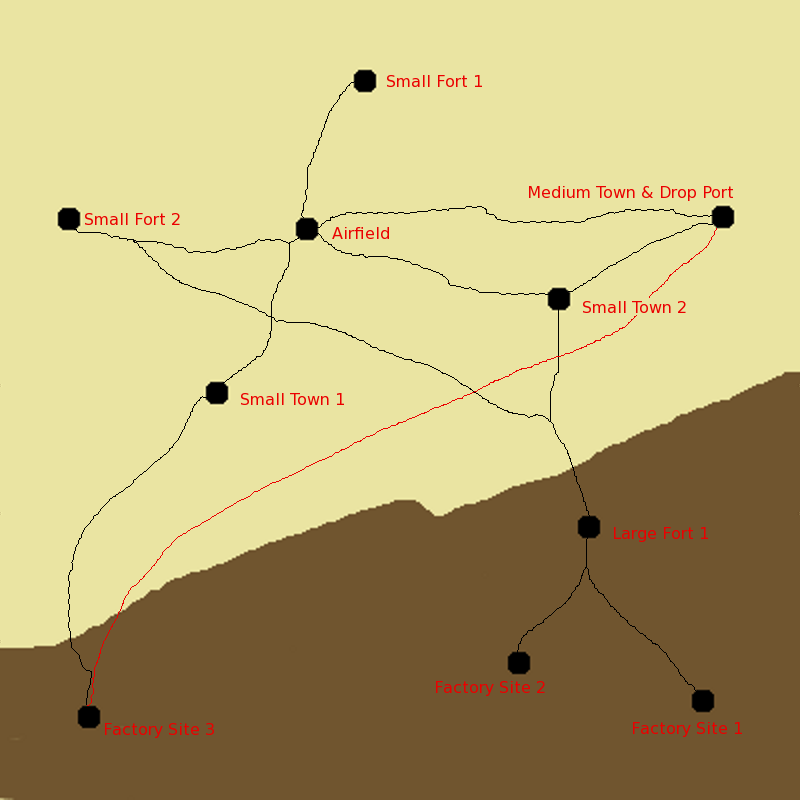 Small Fort 1
Medium Town & Drop Port
Small Fort 2
Airfield
Small Town 2
Small Town 1
Large Fort 1
Factory Site 2
Factory Site 3
Factory Site 1